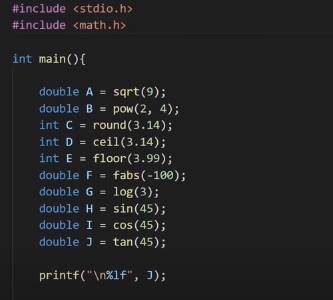 #include <stdio.h>
#include <math.h>
int main(){
double A = sqrt(9);
double B = pow(2, 4);
int C = round(3.14);
int D = ceil(3.14);
int E = floor(3.99);
double F = fabs(-100);
double G = log(3);
double H = sin(45);
double I = cos(45);
double J = tan(45);
printf("\n%lf", J);